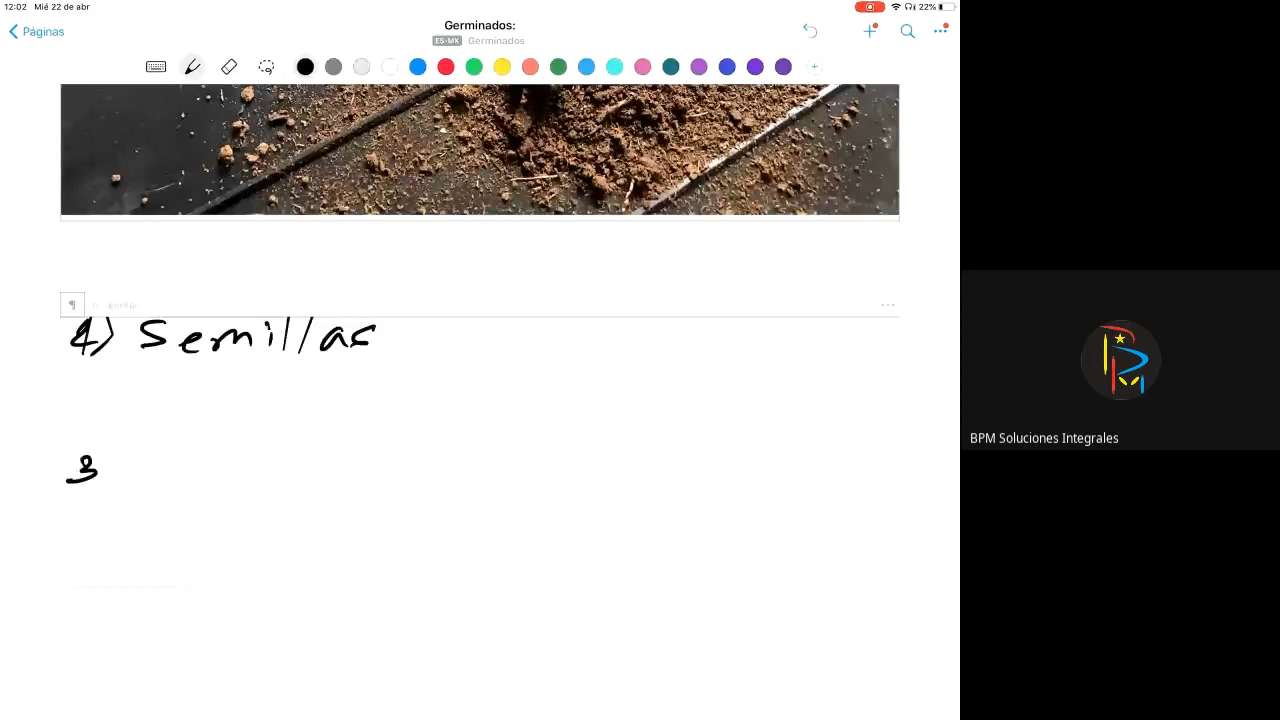 12:02 Mié 22 de abr
22%
Páginas
Germinados:
ES-MX Germinados
4) Semillas
3
BPM Soluciones Integrales